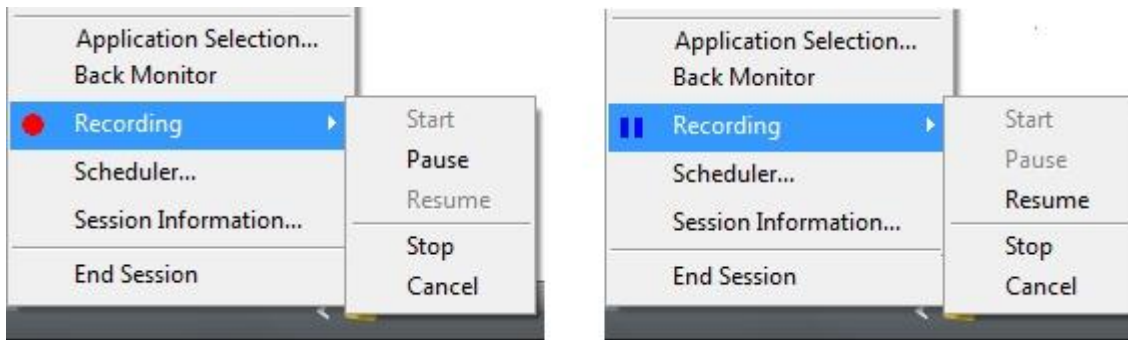 Application Selection...
Back Monitor
Recording
Scheduler...
Session Information...
End Session
Start
Pause
Resume
Stop
Cancel
Application Selection...
Back Monitor
Recording
Scheduler...
Session Information...
End Session
Start
Pause
Resume
Stop
Cancel